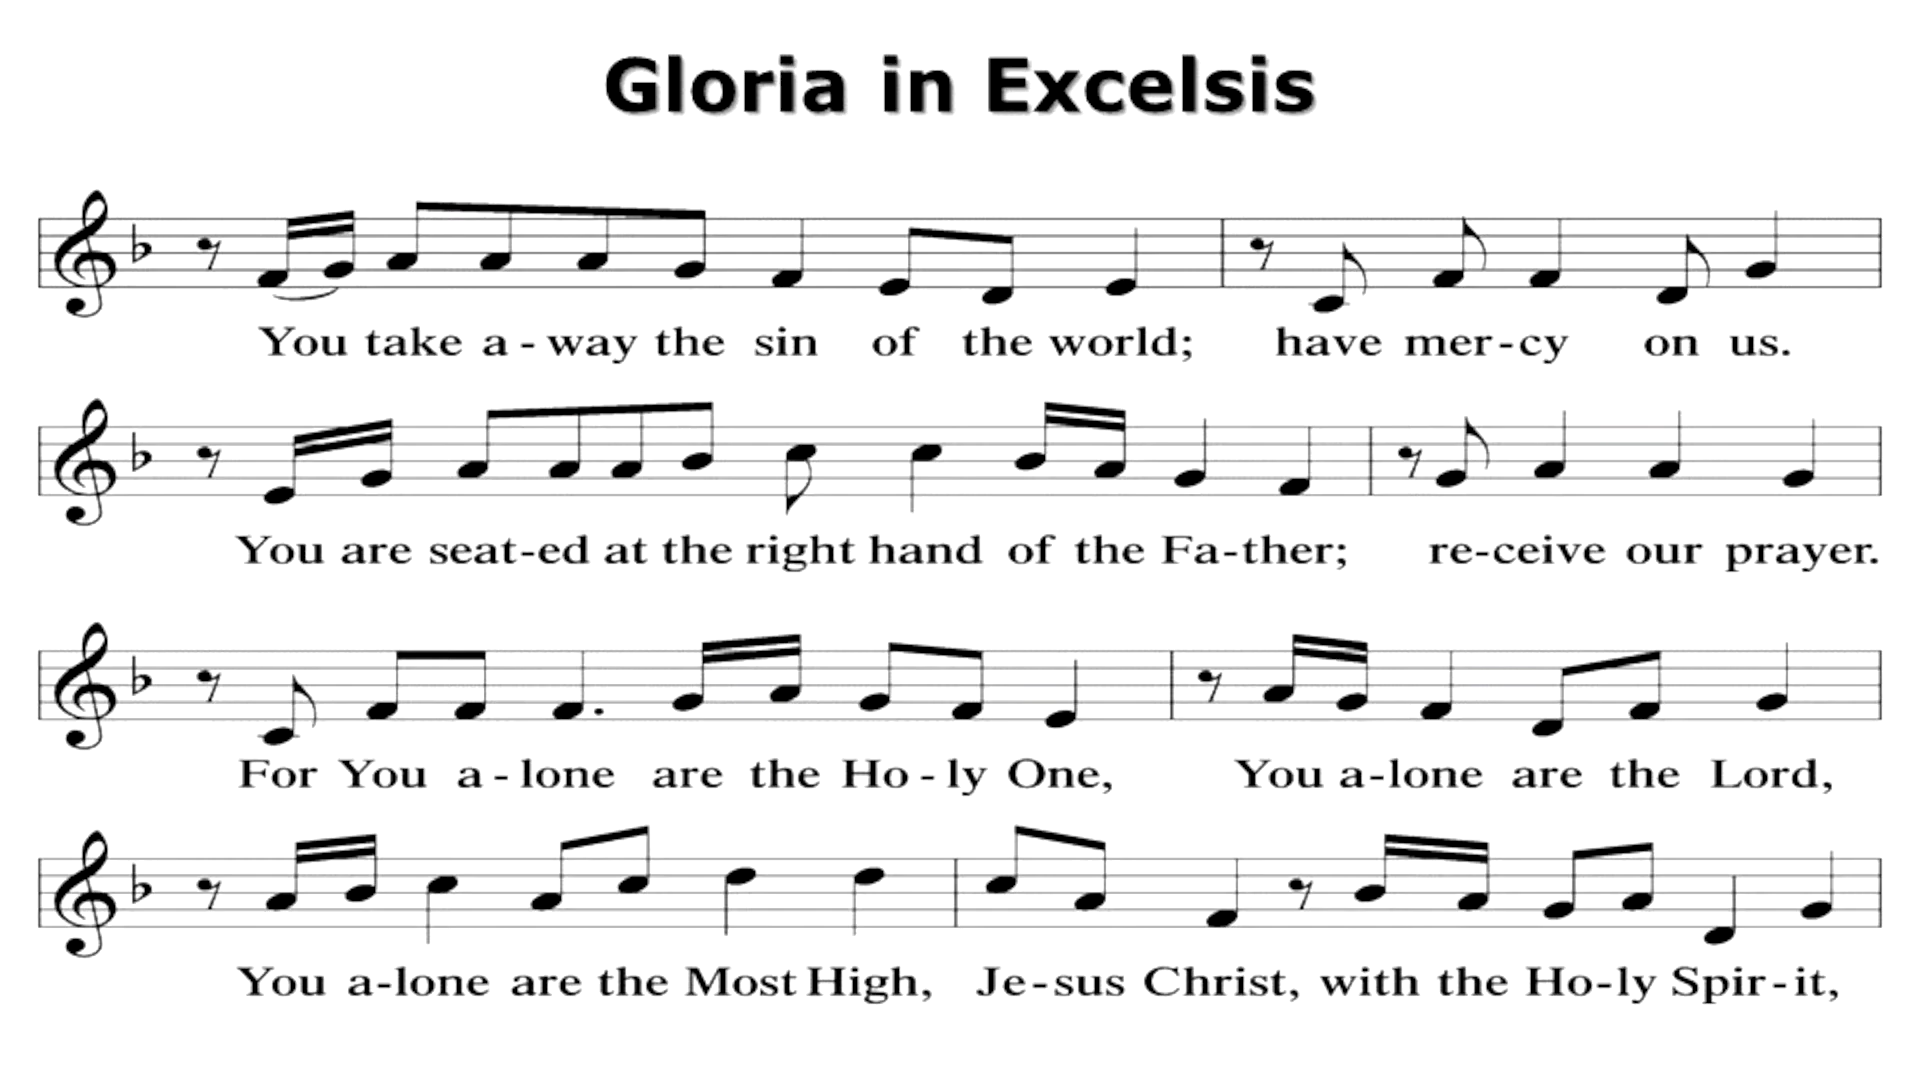 Gloria in Excelsis
You take a - way the sin of the world; have mer - cy on us.
You are seat-ed at the right hand of the Fa-ther; re-ceive our prayer.
For You a - lone are the Ho - ly One, You a-lone are the Lord,
You a-lone are the Most High, Je - sus Christ, with the Ho-ly Spir - it,